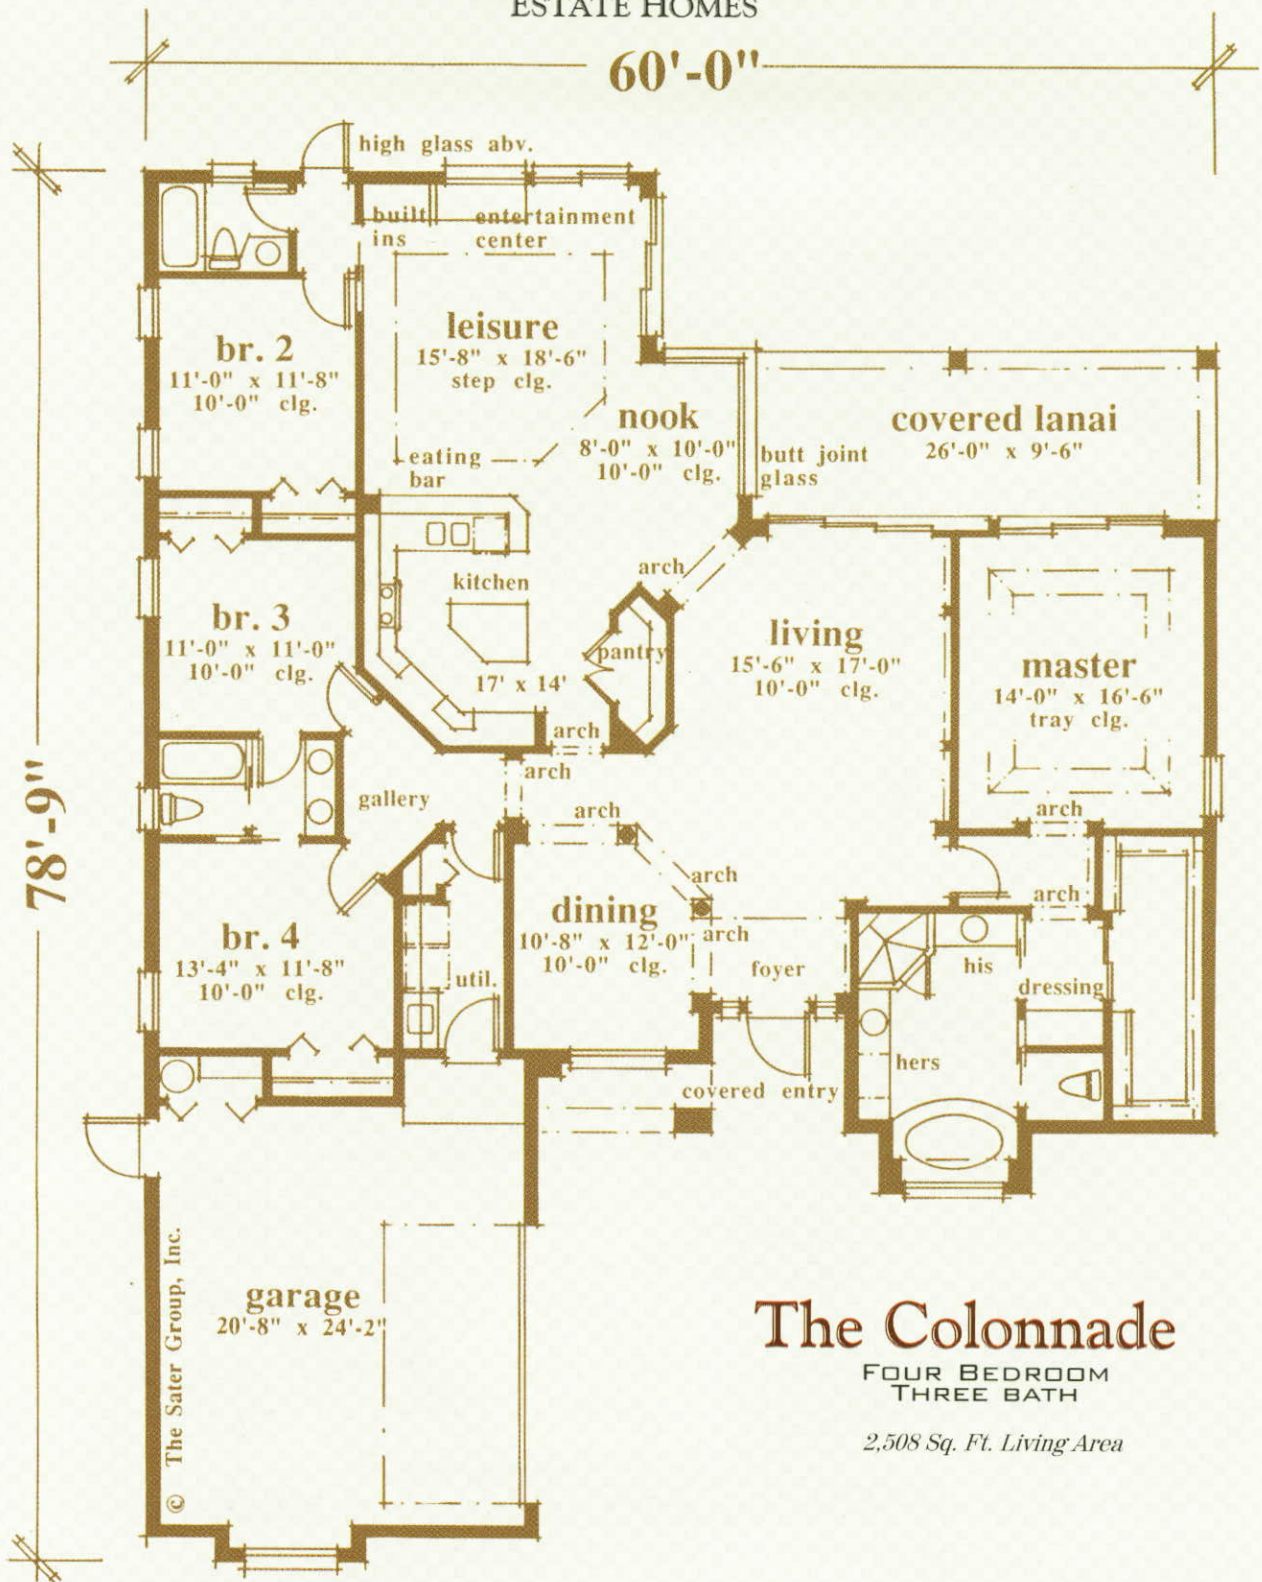 ESTATE HOMES
60'-0"
78'-9"
high glass abv.
built
ins
entertainment
center
leisure
15'-8" x 18'-6"
step clg.
br. 2
11'-0" x 11'-8"
10'-0" clg.
nook
8'-0" x 10'-0"
10'-0" clg.
covered lanai
26'-0" x 9'-6"
butt joint
glass
eating
bar
kitchen
17' x 14'
arch
pantry
br. 3
11'-0" x 11'-0"
10'-0" clg.
living
15'-6" x 17'-0"
10'-0" clg.
master
14'-0" x 16'-6"
tray clg.
arch
arch
arch
gallery
arch
arch
arch
dining
10'-8" x 12'-0"
10'-0" clg.
arch
foyer
arch
his
dressing
hers
br. 4
13'-4" x 11'-8"
10'-0" clg.
util.
covered entry
garage
20'-8" x 24'-2"
© The Sater Group, Inc.
The Colonnade
FOUR BEDROOM
THREE BATH
2,508 Sq. Ft. Living Area